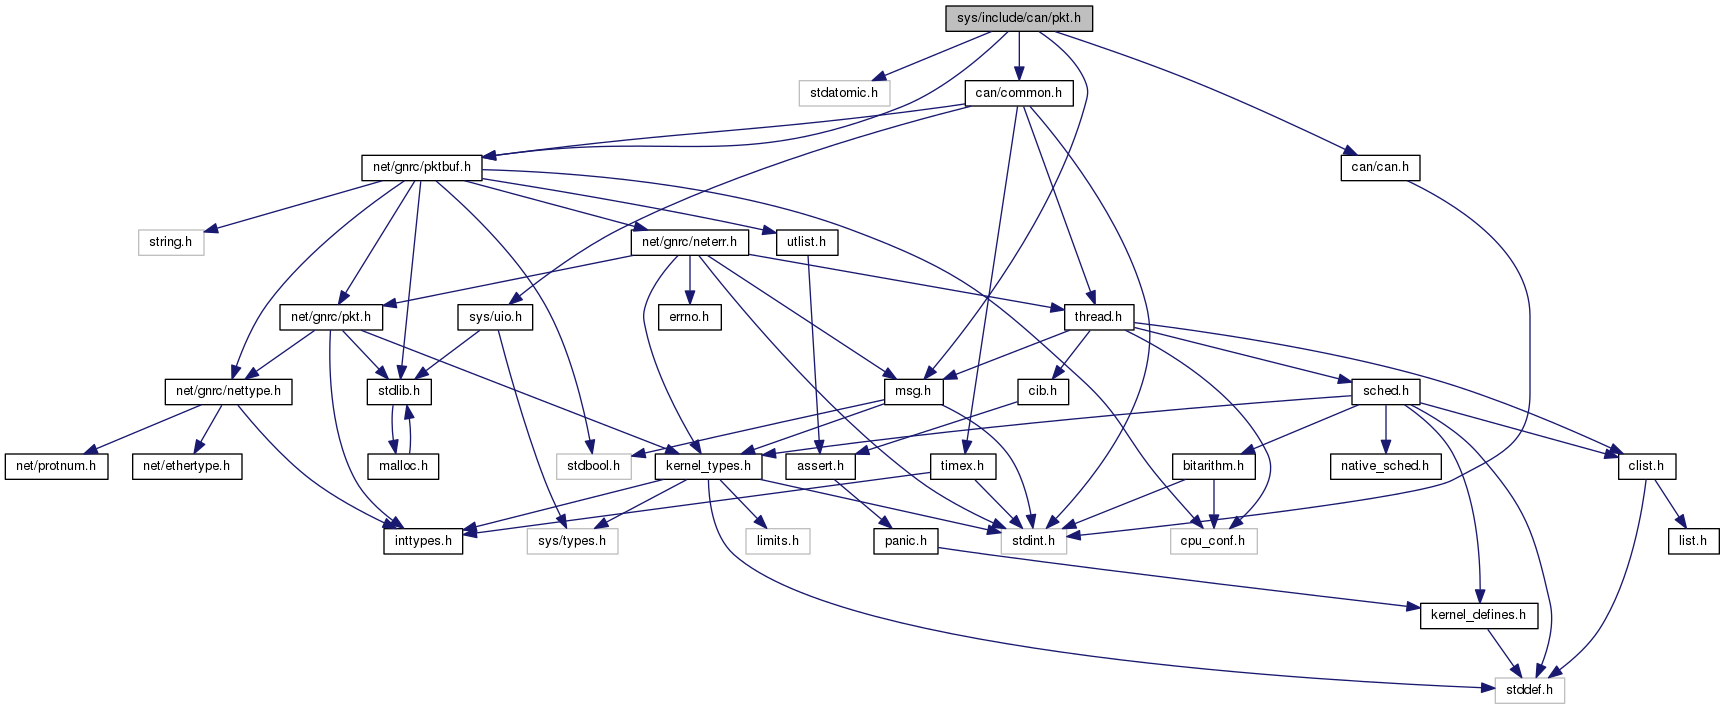 sys/include/can/pkt.h
stdatomic.h
can/common.h
net/gnrc/pktbuf.h
can/can.h
string.h
net/gnrc/neterr.h
utlist.h
net/gnrc/pkt.h
sys/uio.h
errno.h
thread.h
net/gnrc/nettype.h
stdlib.h
msg.h
cib.h
sched.h
net/protnum.h
net/ethertype.h
malloc.h
stdbool.h
kernel_types.h
assert.h
timex.h
bitarithm.h
native_sched.h
clist.h
inttypes.h
sys/types.h
limits.h
panic.h
stdint.h
cpu_conf.h
list.h
kernel_defines.h
stddef.h